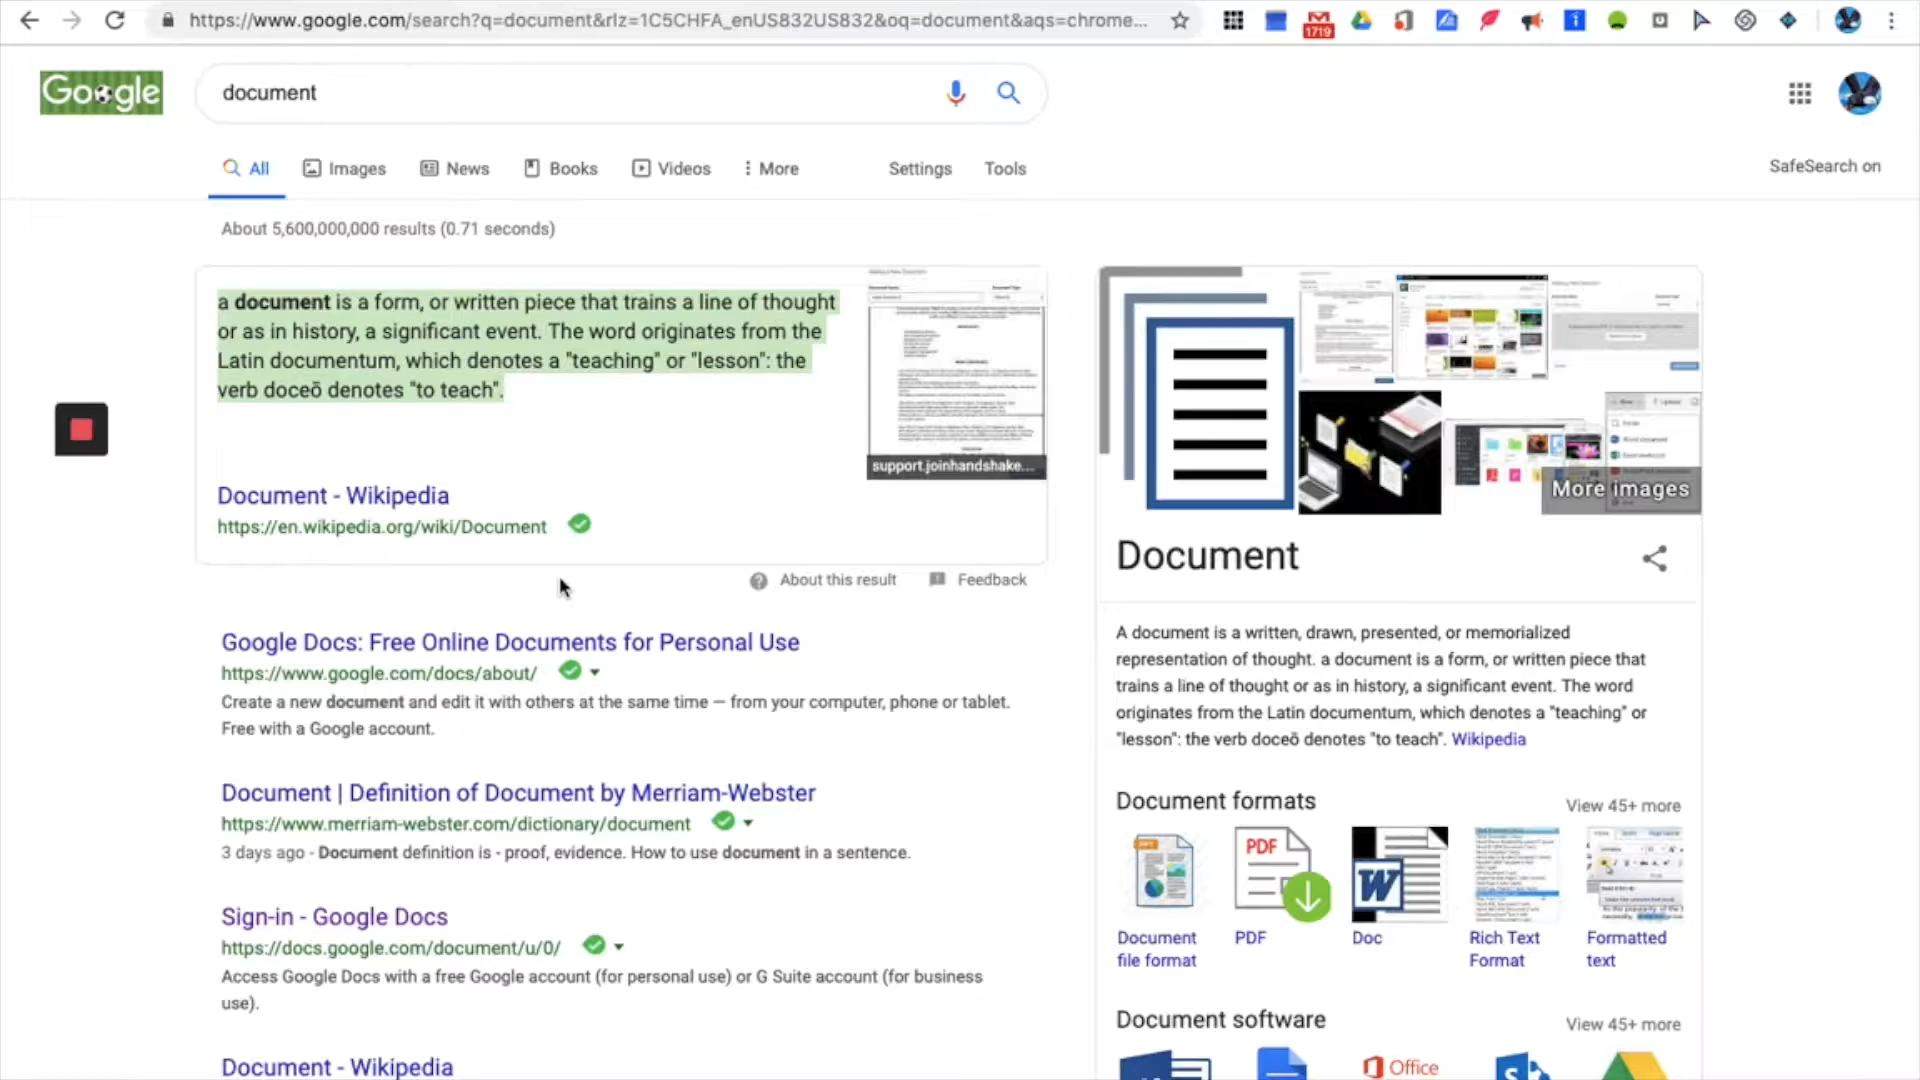 https://www.google.com/search?q=document&rlz=1C5CHFA_enUS832US832&oq=document&aqs=chrome...
1719
Google
document
All
Images
News
Books
Videos
More
Settings
Tools
SafeSearch on
About 5,600,000,000 results (0.71 seconds)
a document is a form, or written piece that trains a line of thought
or as in history, a significant event. The word originates from the
Latin documentum, which denotes a "teaching" or "lesson": the
verb doceō denotes "to teach".
support.joinhandshake...
Document - Wikipedia
https://en.wikipedia.org/wiki/Document
About this result
Feedback
Google Docs: Free Online Documents for Personal Use
https://www.google.com/docs/about/
Create a new document and edit it with others at the same time — from your computer, phone or tablet.
Free with a Google account.
Document | Definition of Document by Merriam-Webster
https://www.merriam-webster.com/dictionary/document
3 days ago - Document definition is - proof, evidence. How to use document in a sentence.
Sign-in - Google Docs
https://docs.google.com/document/u/0/
Access Google Docs with a free Google account (for personal use) or G Suite account (for business
use).
Document - Wikipedia
More images
Document
A document is a written, drawn, presented, or memorialized
representation of thought. a document is a form, or written piece that
trains a line of thought or as in history, a significant event. The word
originates from the Latin documentum, which denotes a "teaching" or
"lesson": the verb doceō denotes "to teach". Wikipedia
Document formats
View 45+ more
PDF
W
Document
file format
PDF
Doc
Rich Text
Format
Formatted
text
Document software
View 45+ more
Office